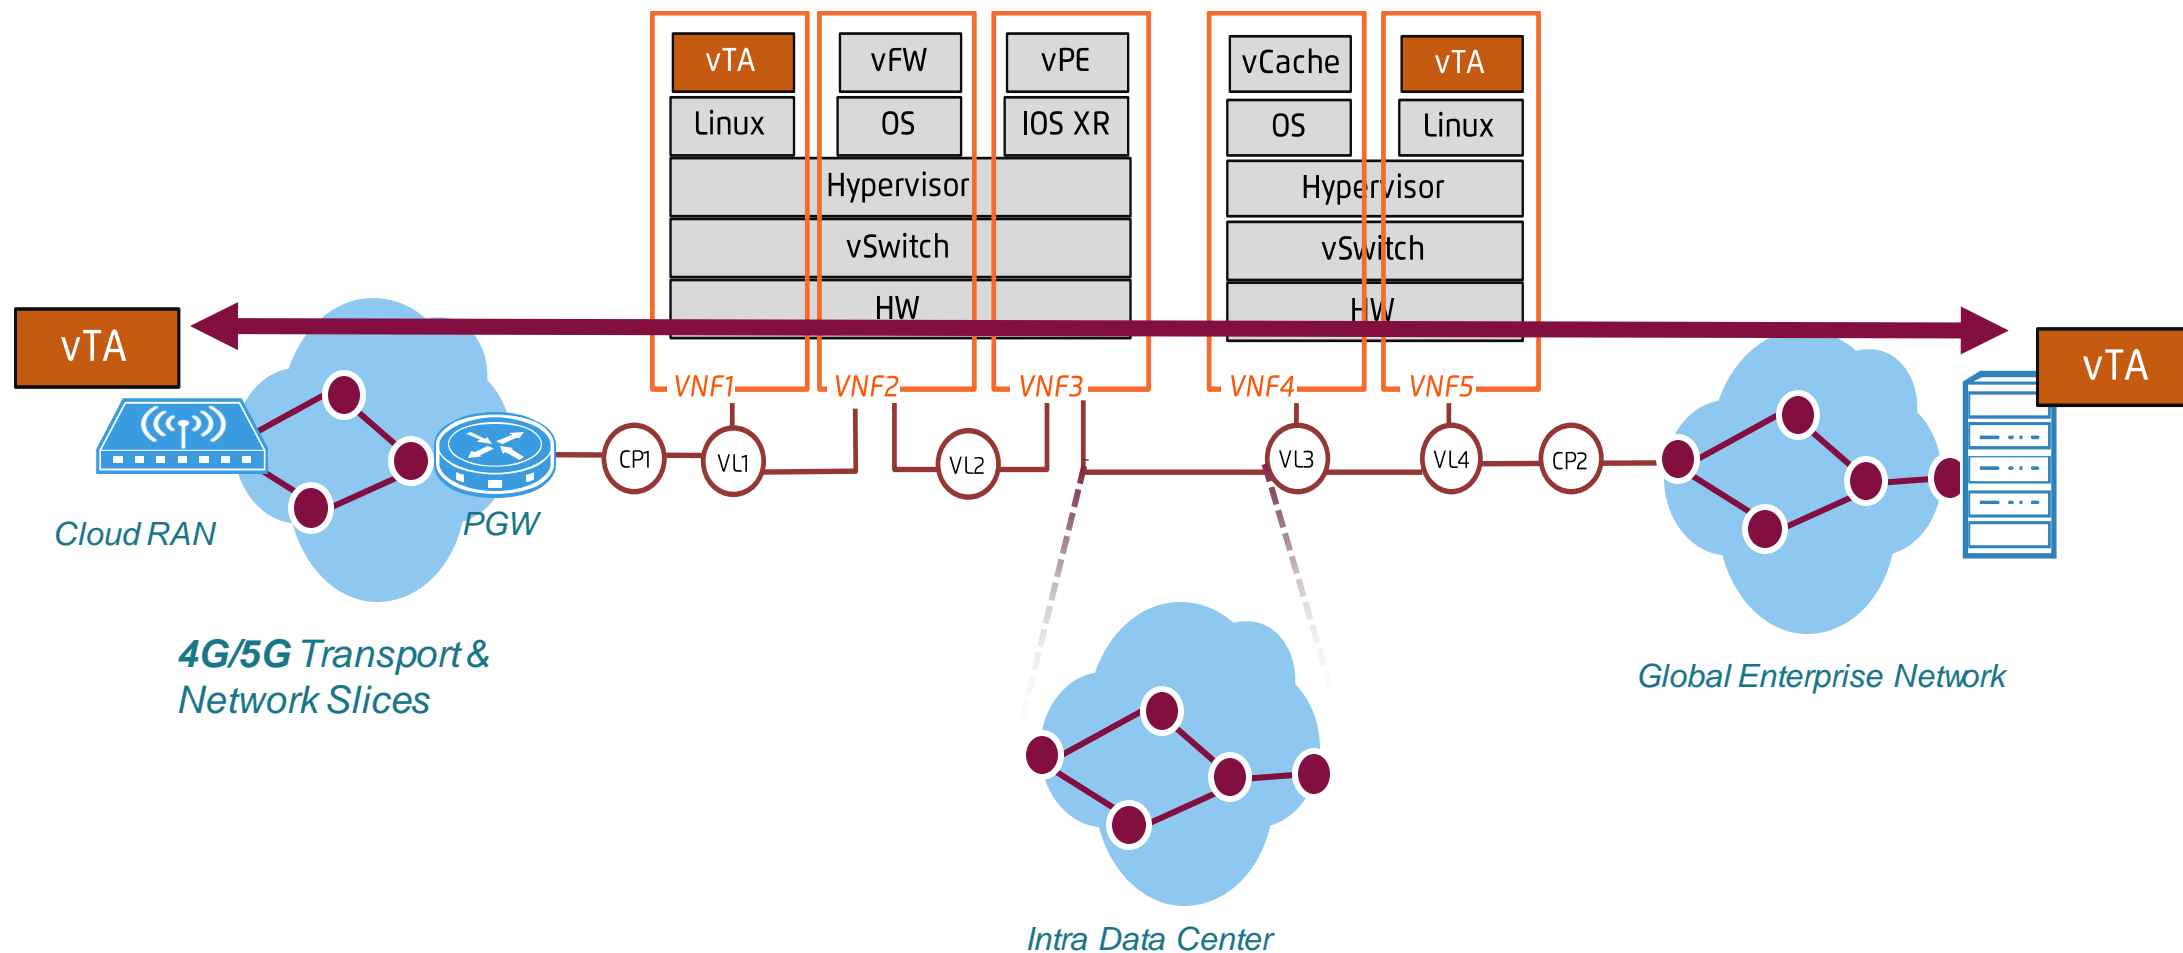 vTA
vFW
vPE
vCache
vTA
Linux
OS
IOS XR
OS
Linux
Hypervisor
Hypervisor
vSwitch
vSwitch
HW
HW
vTA
vTA
VNF1
VNF2
VNF3
VNF4
VNF5
CP1
VL1
VL2
VL3
VL4
CP2
Cloud RAN
PGW
4G/5G Transport &
Network Slices
Global Enterprise Network
Intra Data Center